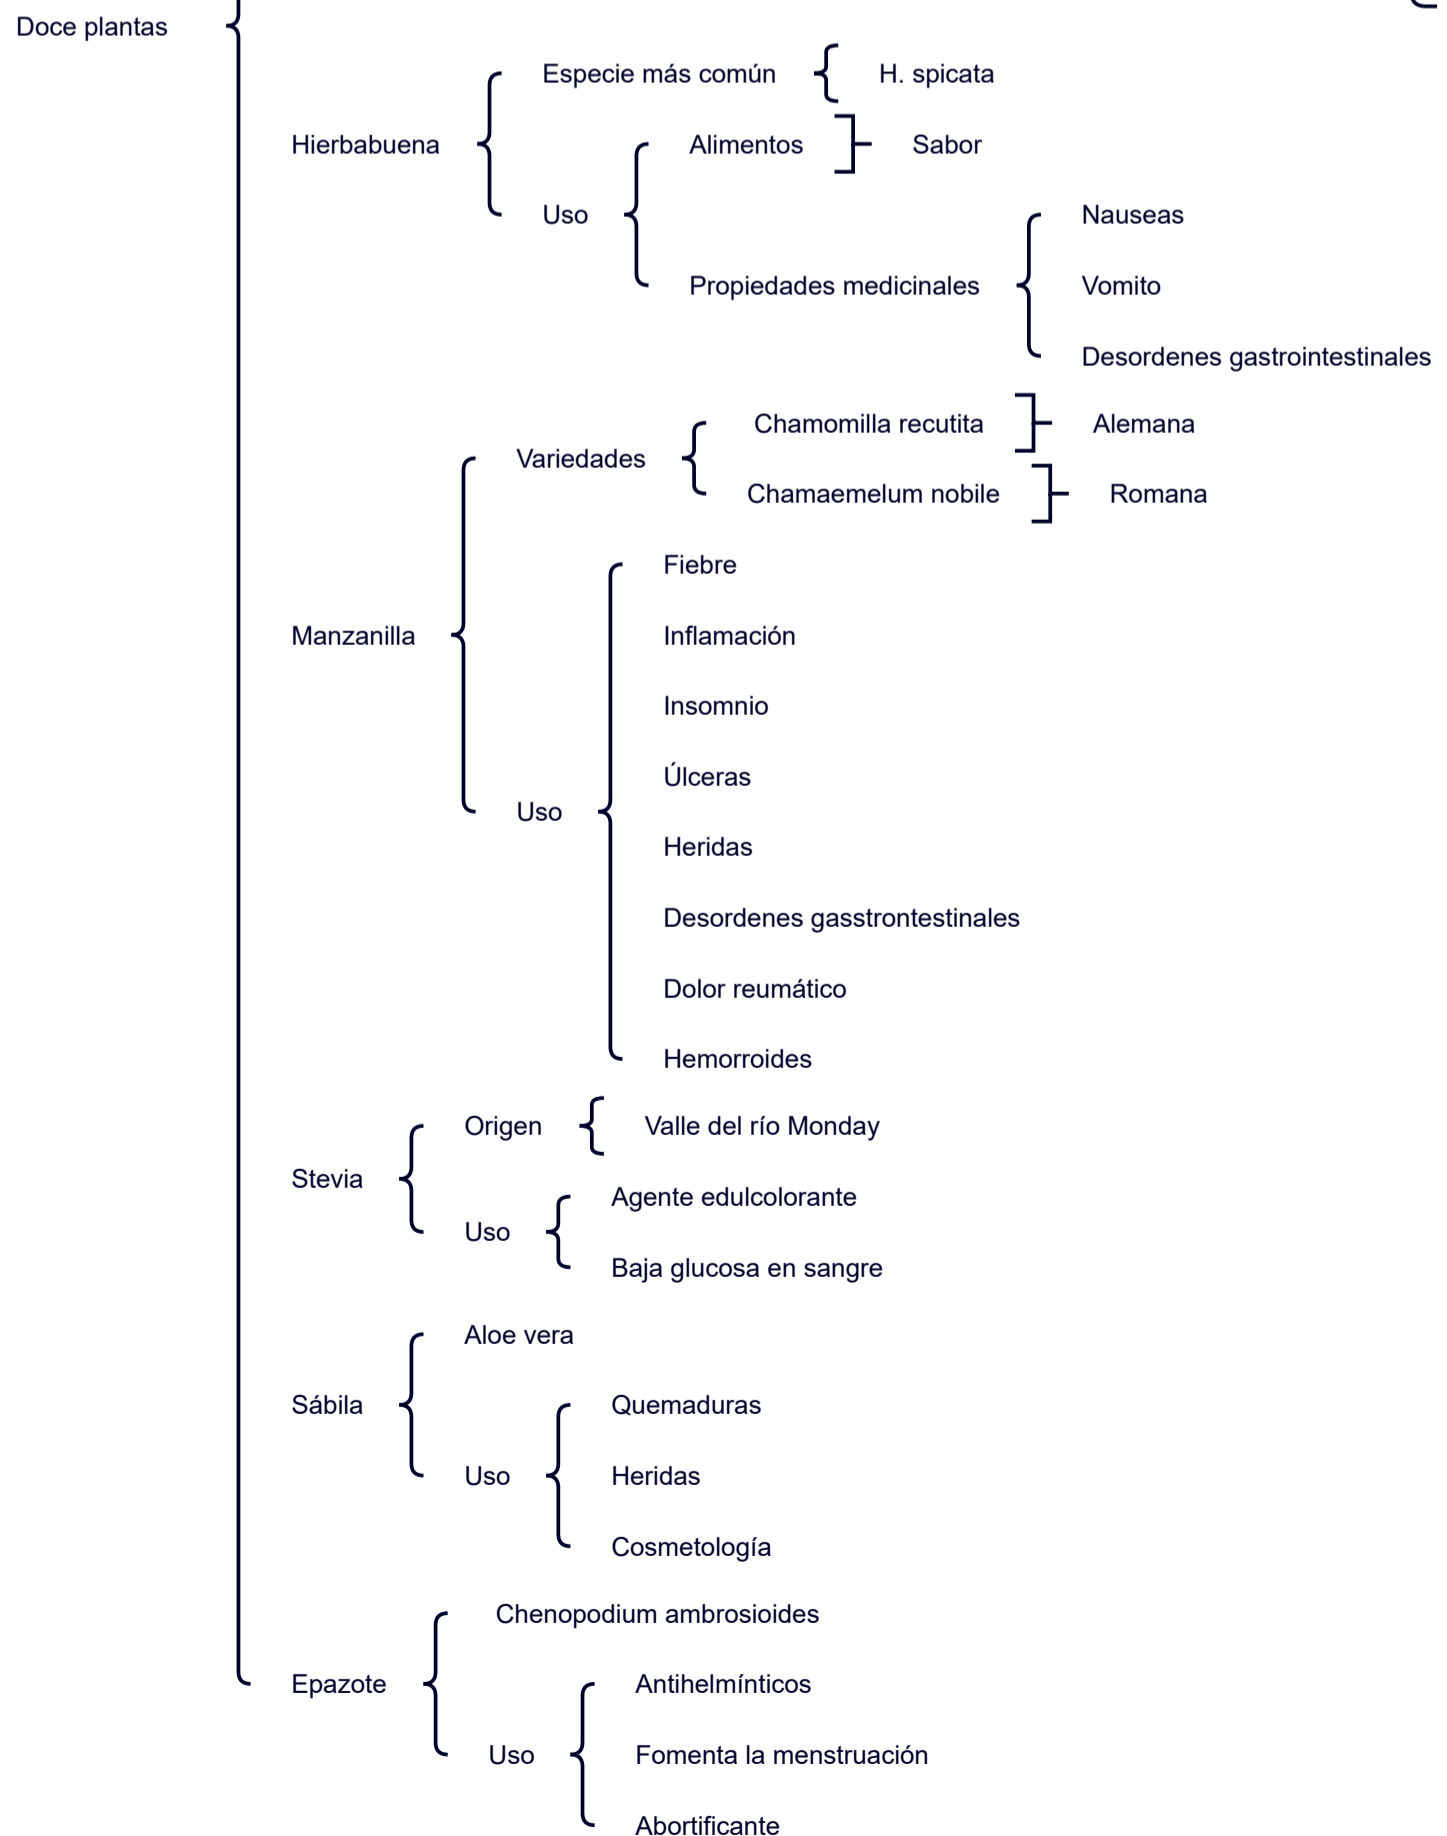 Doce plantas
Especie más común
H. spicata
Hierbabuena
Alimentos
Sabor
Uso
Nauseas
Propiedades medicinales
Vomito
Desordenes gastrointestinales
Chamomilla recutita
Alemana
Variedades
Chamaemelum nobile
Romana
Fiebre
Manzanilla
Inflamación
Insomnio
Úlceras
Uso
Heridas
Desordenes gasstrontestinales
Dolor reumático
Hemorroides
Origen
Valle del río Monday
Stevia
Agente edulcolorante
Uso
Baja glucosa en sangre
Aloe vera
Sábila
Quemaduras
Uso
Heridas
Cosmetología
Chenopodium ambrosioides
Epazote
Antihelmínticos
Uso
Fomenta la menstruación
Abortificante